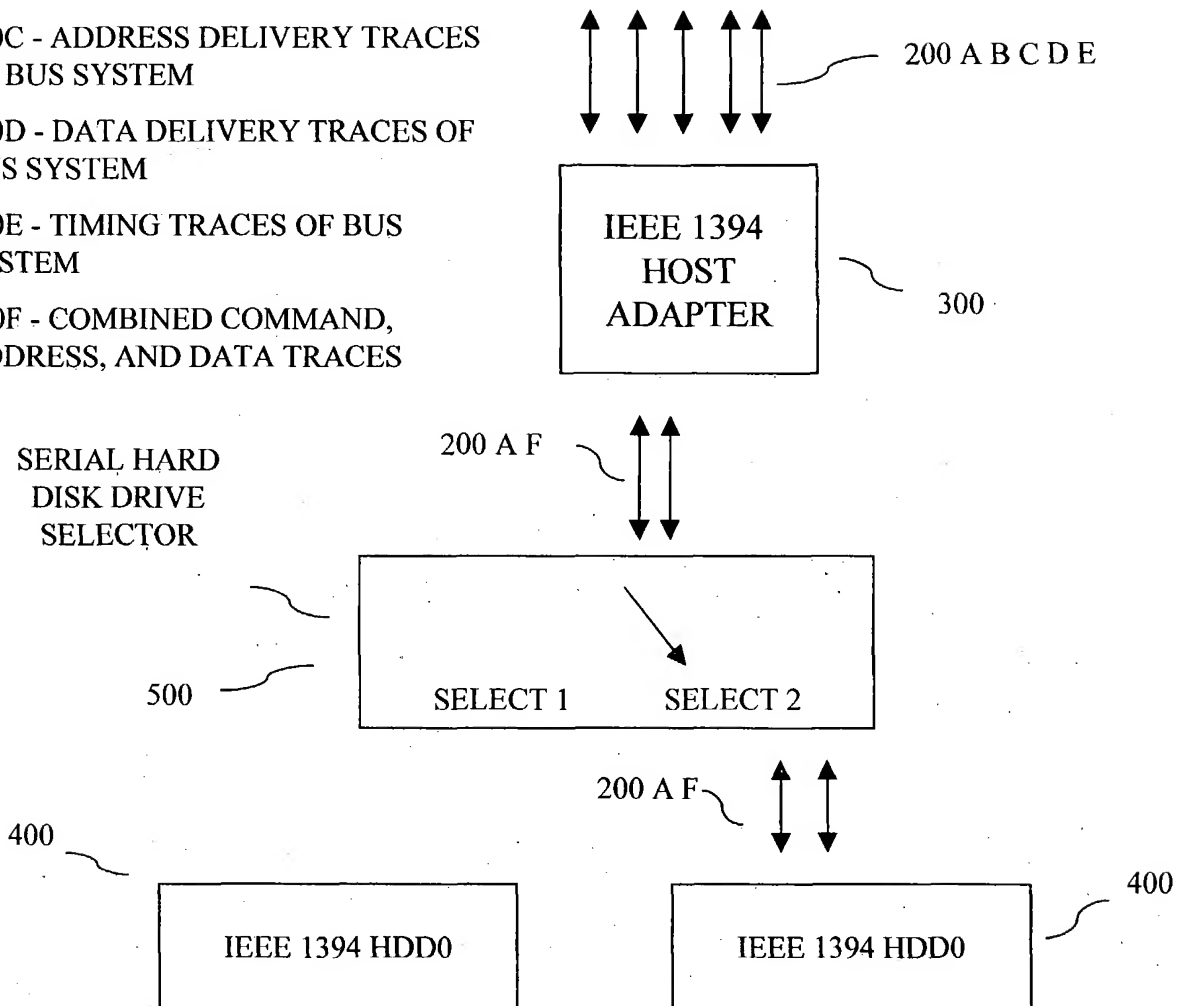 0C - ADDRESS DELIVERY TRACES
BUS SYSTEM
0D - DATA DELIVERY TRACES OF
S SYSTEM
0E - TIMING TRACES OF BUS
STEM
0F - COMBINED COMMAND,
DRESS, AND DATA TRACES
200 A B C D E
IEEE 1394
HOST
ADAPTER
300
200 A F
SERIAL HARD
DISK DRIVE
SELECTOR
500
SELECT 1 SELECT 2
200 A F
400
400
IEEE 1394 HDD0 IEEE 1394 HDD0